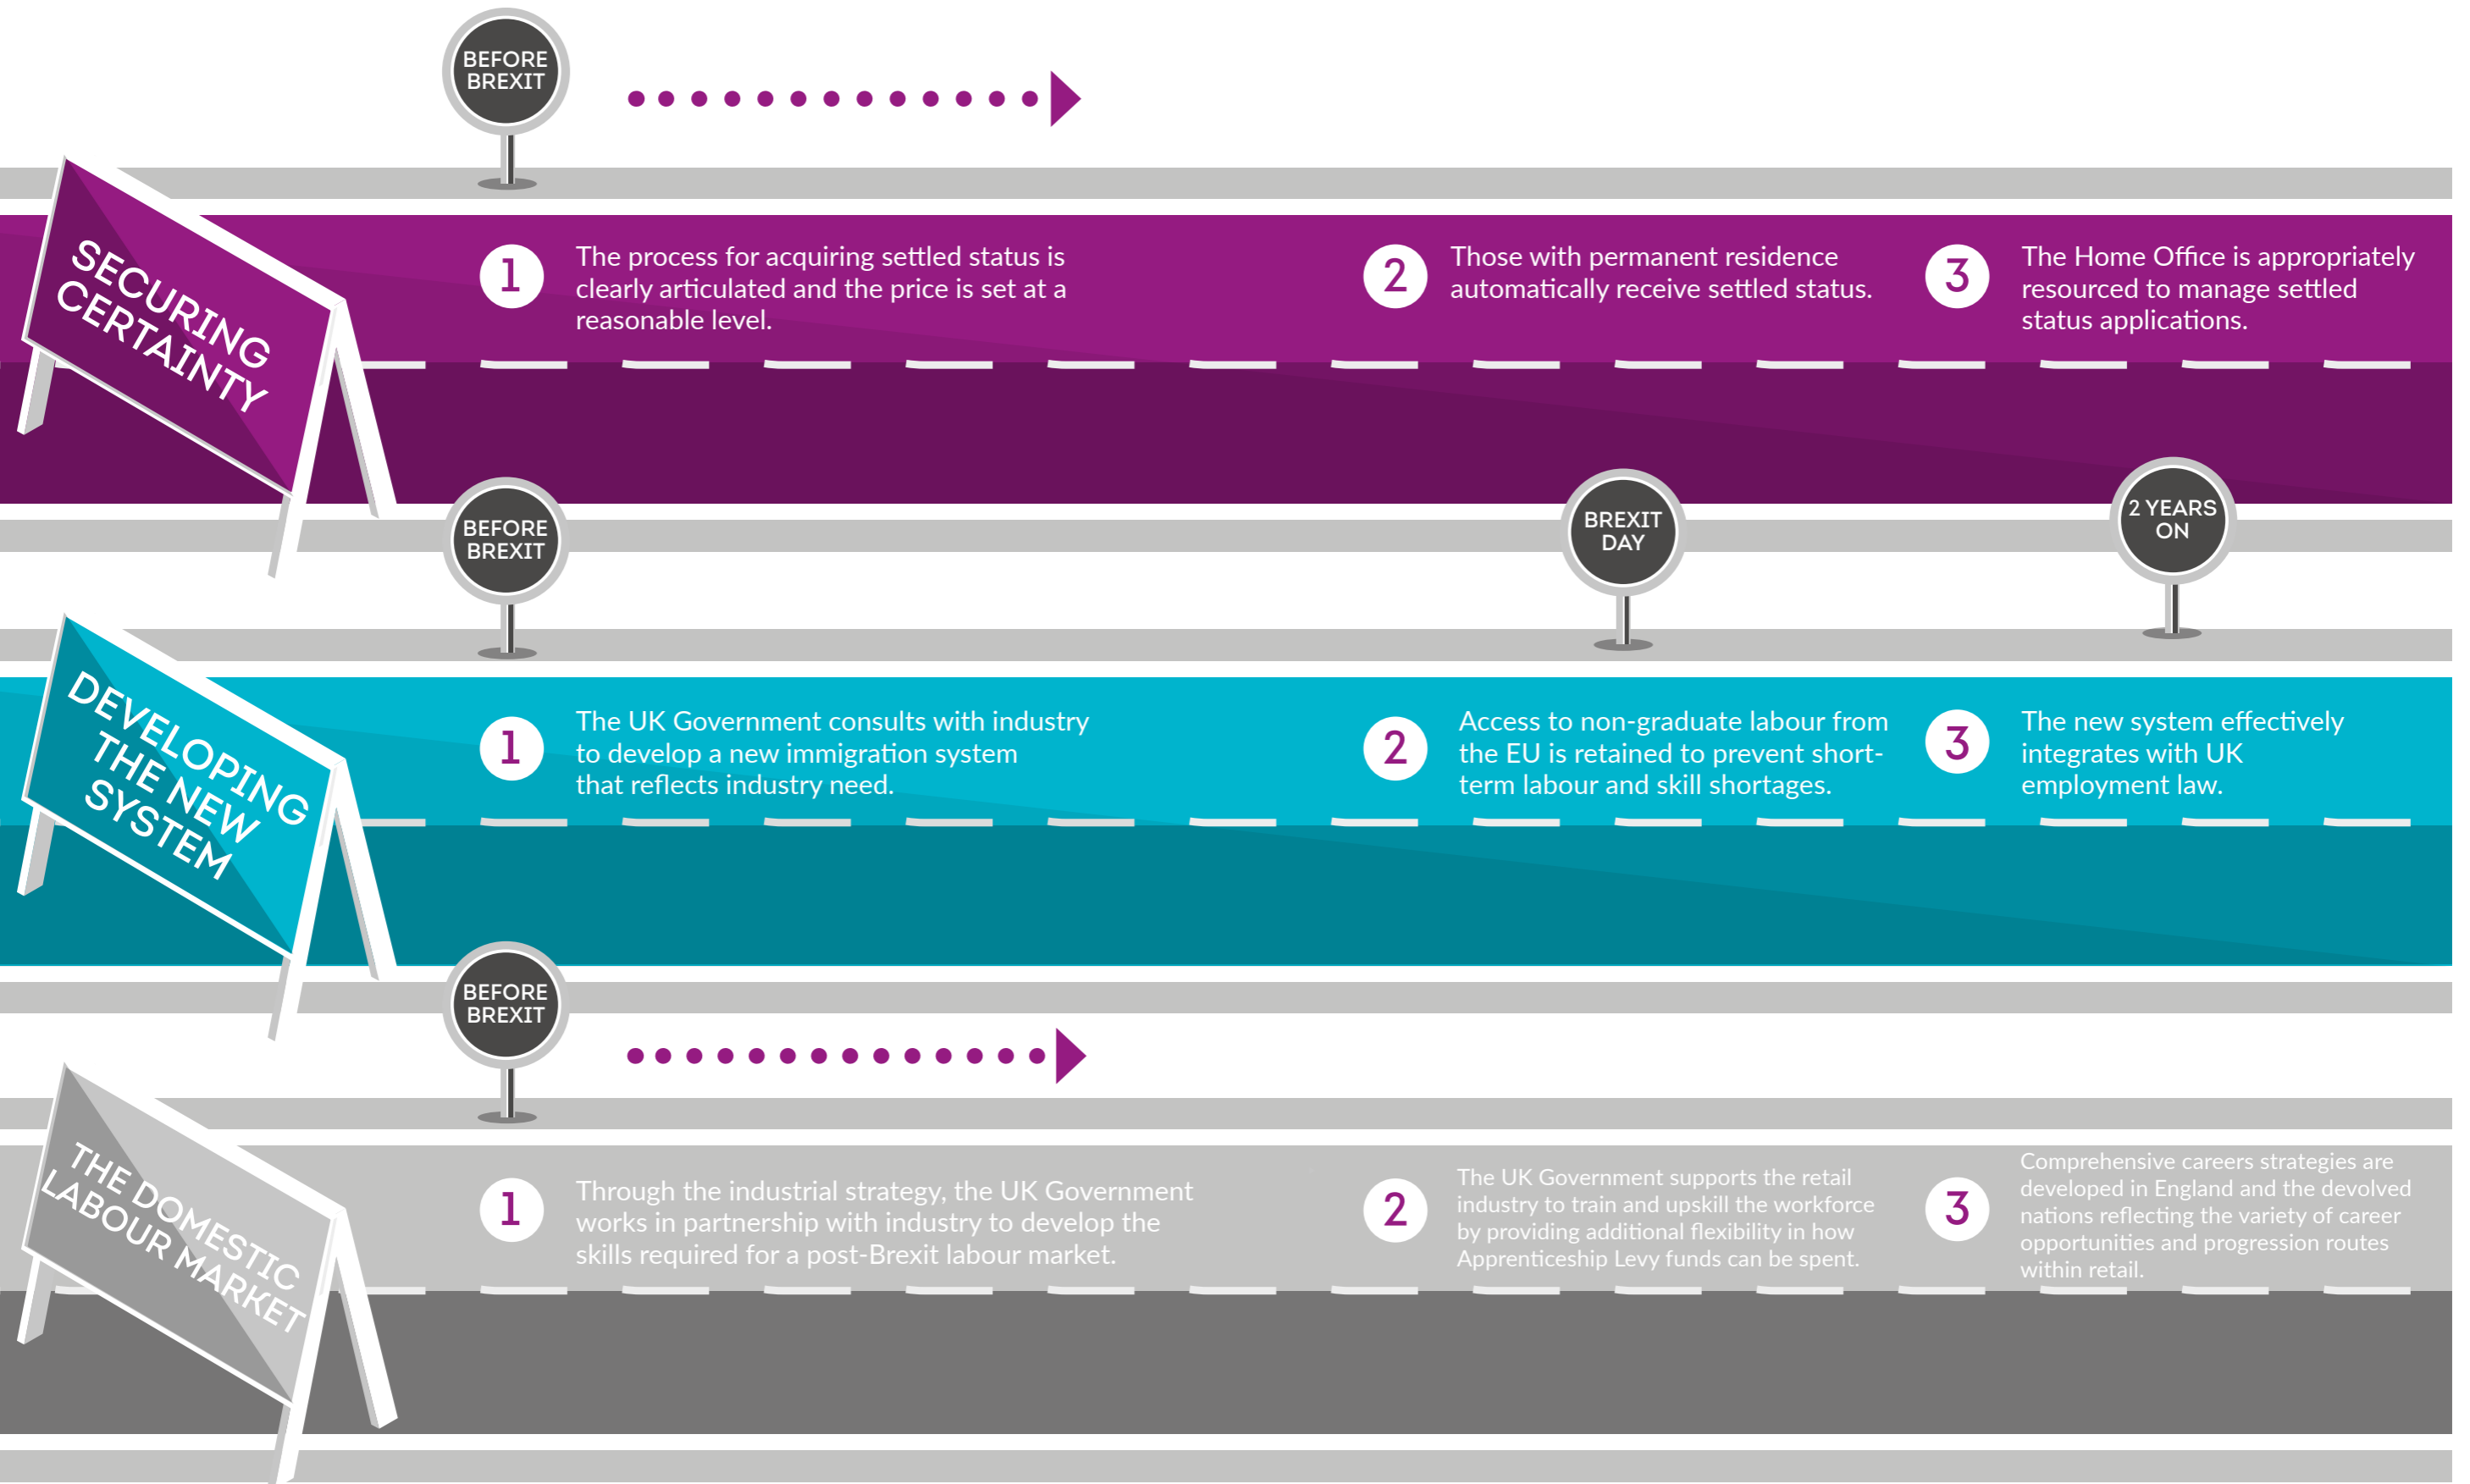 BEFORE
BREXIT
SECURING
CERTAINTY
1
The process for acquiring settled status is
clearly articulated and the price is set at a
reasonable level.
2
Those with permanent residence
automatically receive settled status.
3
The Home Office is appropriately
resourced to manage settled
status applications.
BEFORE
BREXIT
BREXIT
DAY
2 YEARS
ON
DEVELOPING
THE NEW
SYSTEM
1
The UK Government consults with industry
to develop a new immigration system
that reflects industry need.
2
Access to non-graduate labour from
the EU is retained to prevent short-
term labour and skill shortages.
3
The new system effectively
integrates with UK
employment law.
BEFORE
BREXIT
THE DOMESTIC
LABOUR MARKET
1
Through the industrial strategy, the UK Government
works in partnership with industry to develop the
skills required for a post-Brexit labour market.
2
The UK Government supports the retail
industry to train and upskill the workforce
by providing additional flexibility in how
Apprenticeship Levy funds can be spent.
3
Comprehensive careers strategies are
developed in England and the devolved
nations reflecting the variety of career
opportunities and progression routes
within retail.